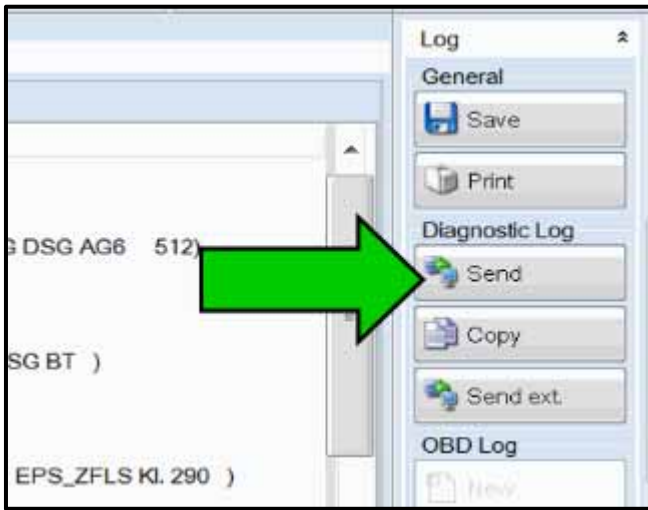 Log
General
Save
Print
G DSG AG6 512)
Diagnostic Log
Send
Copy
SG BT )
Send ext.
OBD Log
EPS_ZFLS Kl. 290 )
New